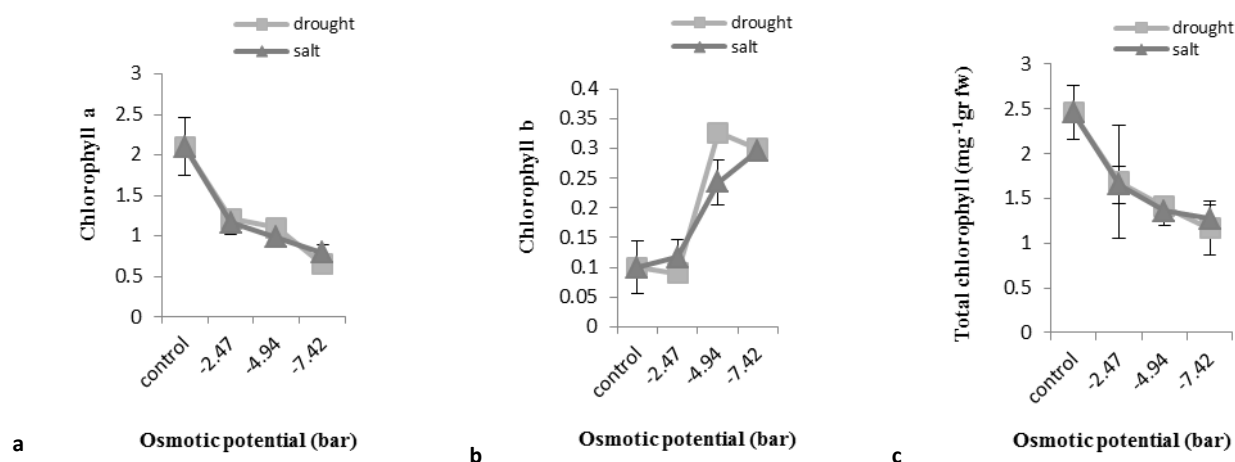 drought
salt
Chlorophyll a
3
2.5
2
1.5
1
0.5
0
control
-2.47
-4.94
-7.42
Osmotic potential (bar)
a
drought
salt
Chlorophyll b
0.4
0.35
0.3
0.25
0.2
0.15
0.1
0.05
0
control
-2.47
-4.94
-7.42
Osmotic potential (bar)
b
drought
salt
Total chlorophyll (mg -1gr fw)
3
2.5
2
1.5
1
0.5
0
control
-2.47
-4.94
-7.42
Osmotic potential (bar)
c